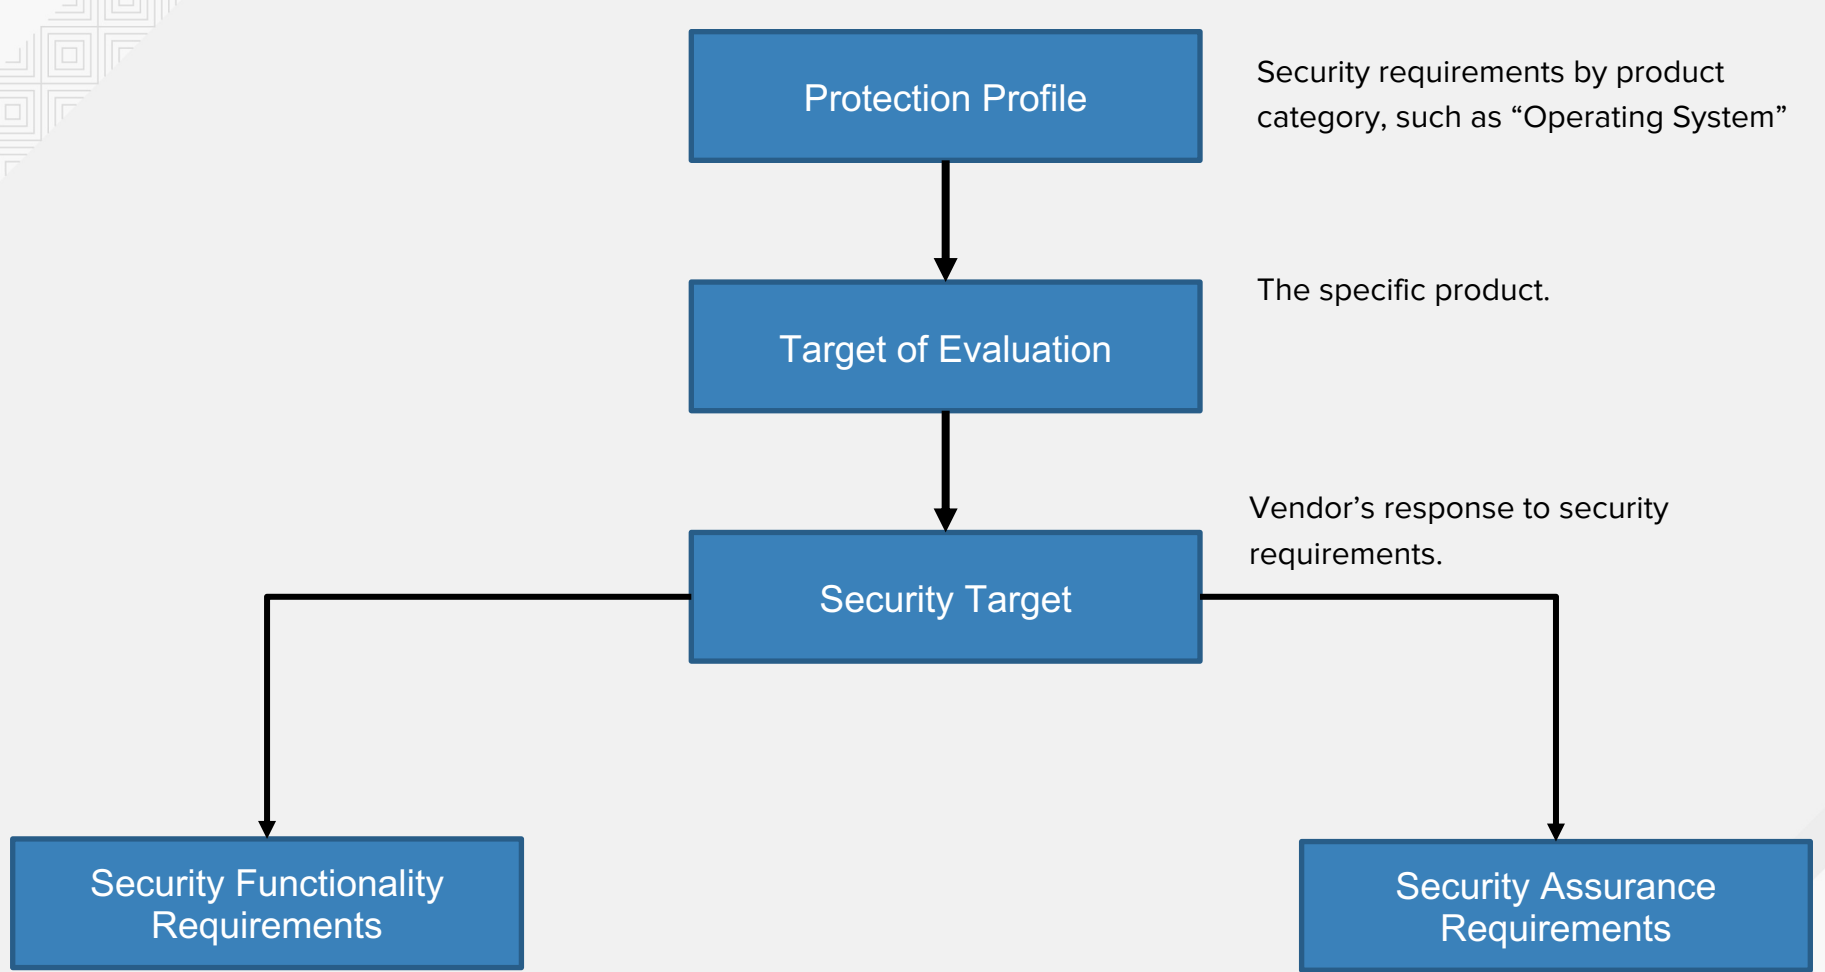 Protection Profile
Security requirements by product
category, such as “Operating System”
Target of Evaluation
The specific product.
Security Target
Vendor’s response to security
requirements.
Security Functionality
Requirements
Security Assurance
Requirements